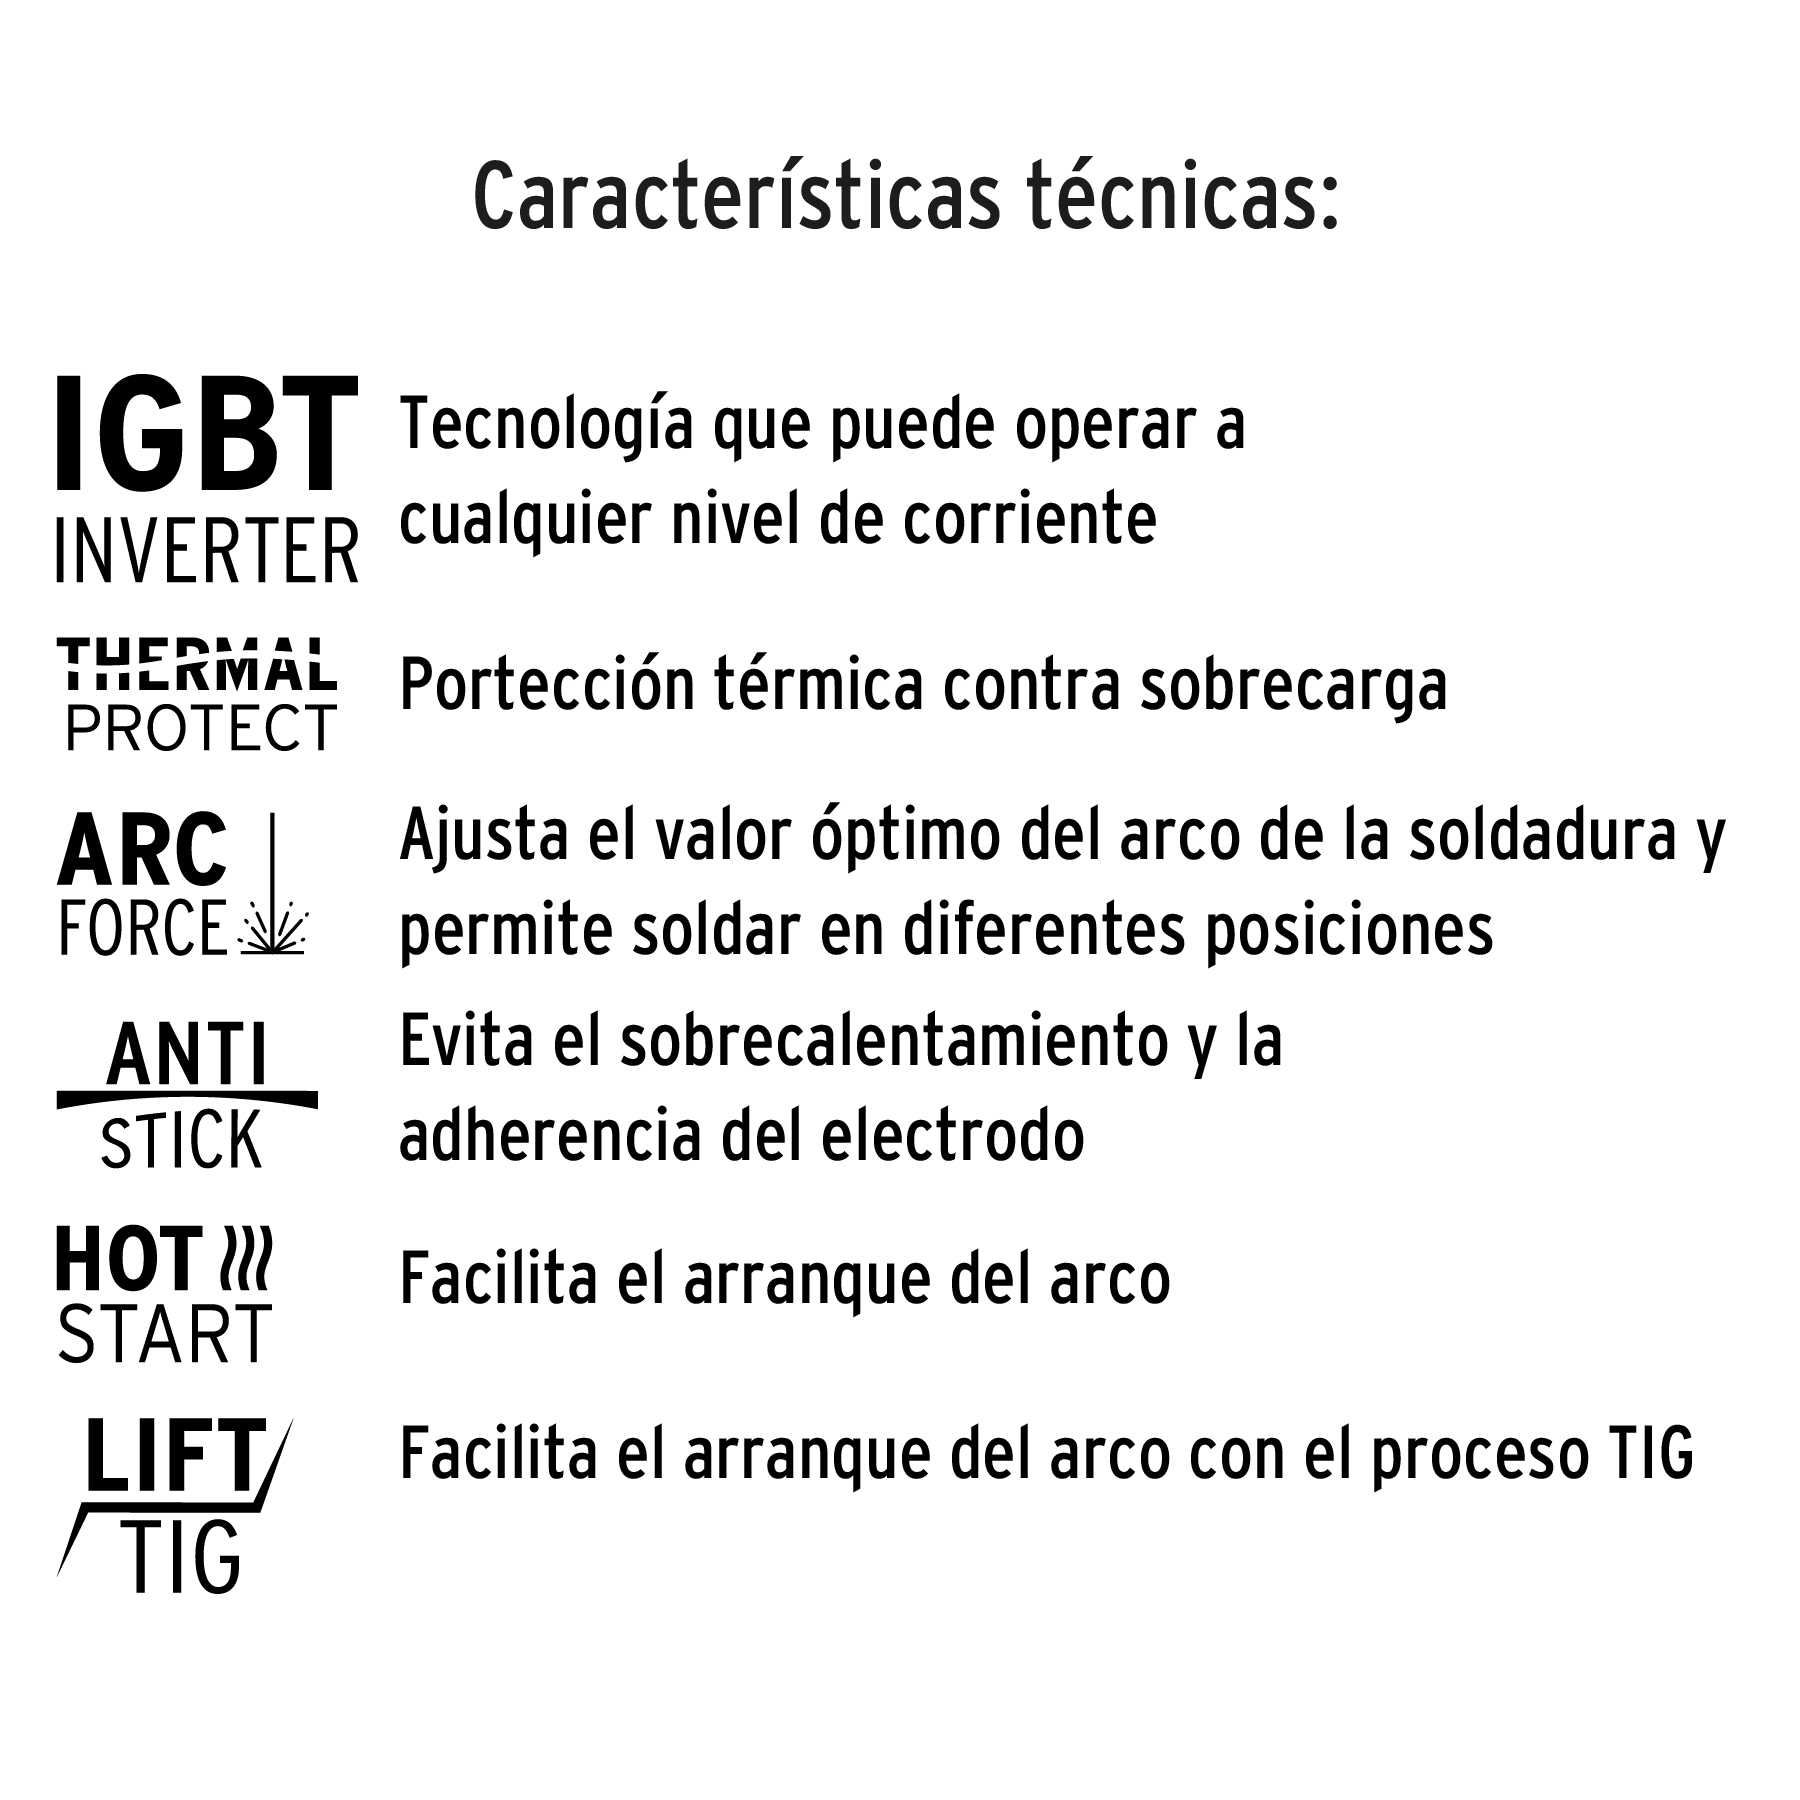 Características técnicas:
IGBT
INVERTER
Tecnología que puede operar a
cualquier nivel de corriente
THERMAL
PROTECT
Portección térmica contra sobrecarga
ARC
FORCE
Ajusta el valor óptimo del arco de la soldadura y
permite soldar en diferentes posiciones
ANTI
STICK
Evita el sobrecalentamiento y la
adherencia del electrodo
HOT
START
Facilita el arranque del arco
LIFT
TIG
Facilita el arranque del arco con el proceso TIG